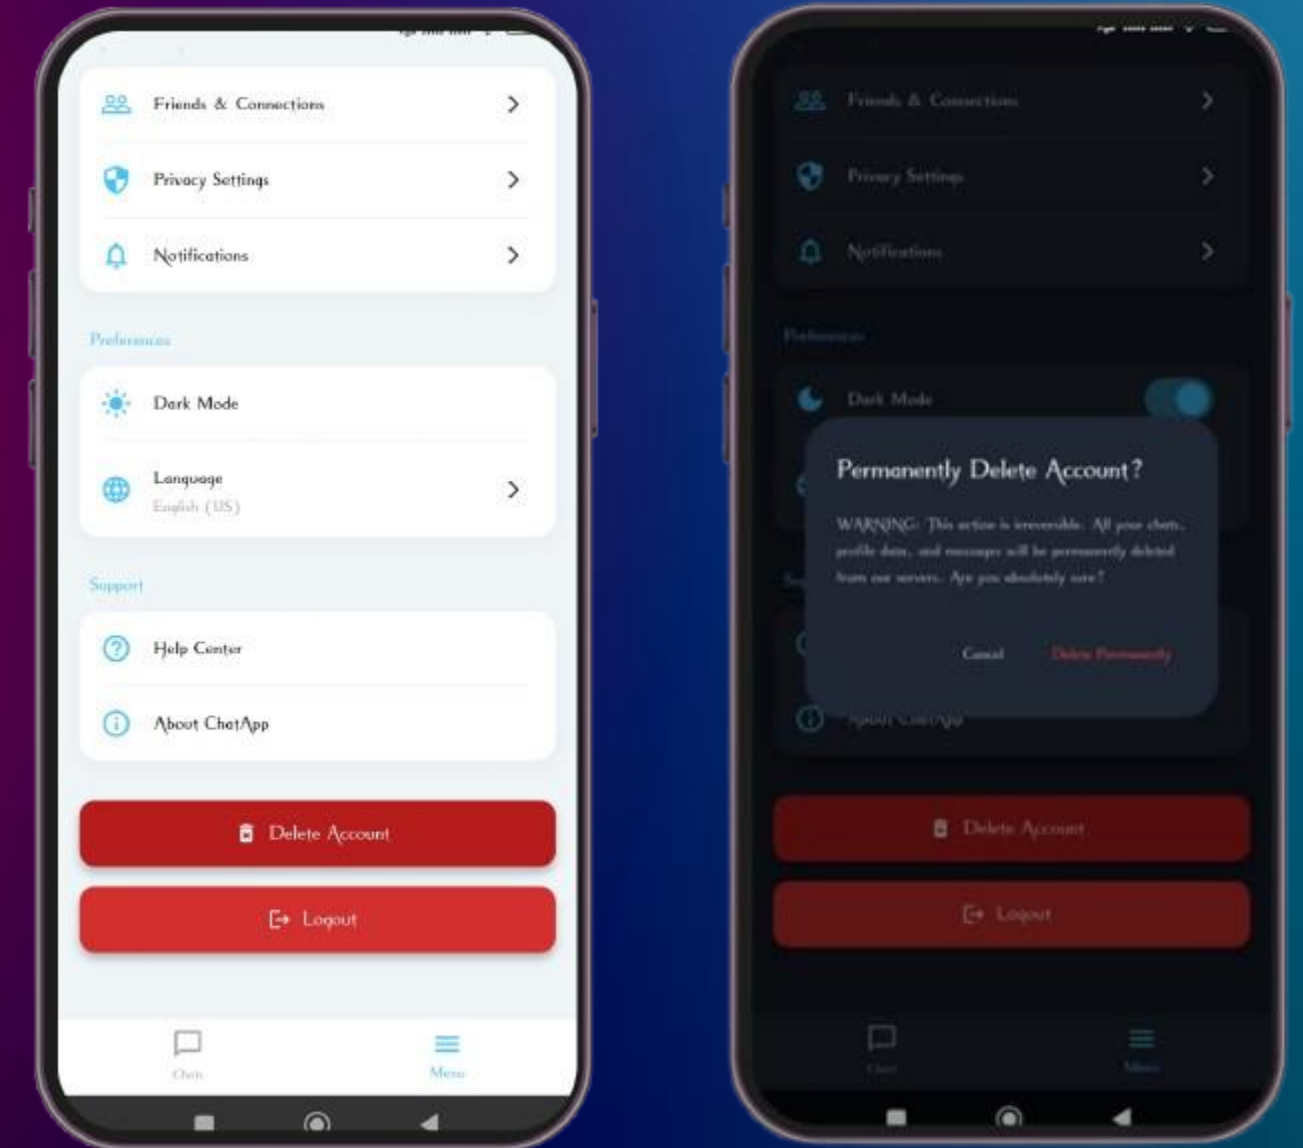 Friends & Connections
Privacy Settings
Notifications
Preferences
Dark Mode
Language
English (US)
Support
Help Center
About ChatApp
Delete Account
Logout
Chats
Menu
Friends & Connections
Privacy Settings
Notifications
Preferences
Dark Mode
Permanently Delete Account?
WARNING: This action is irreversible. All your chats,
profile data, and messages will be permanently deleted
from our servers. Are you absolutely sure?
Cancel Delete Permanently
About ChatApp
Delete Account
Logout
Chats
Menu